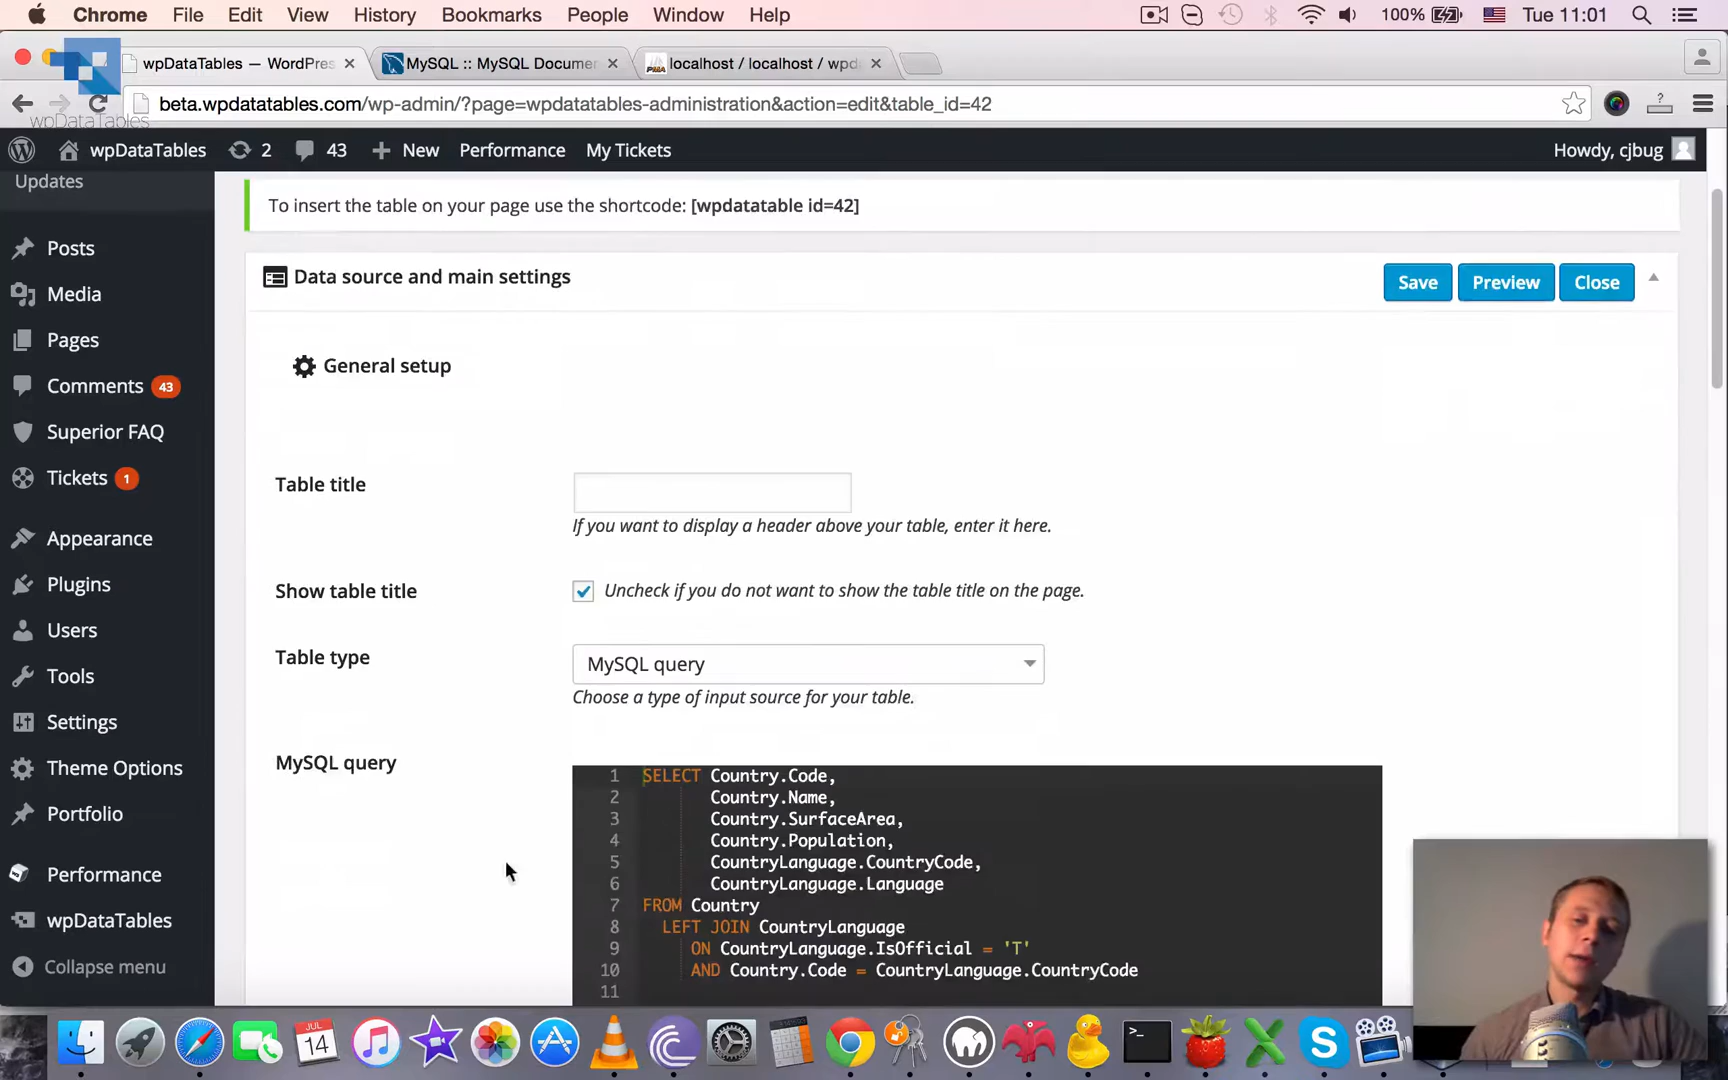 Chrome File Edit View History Bookmarks People Window Help 100% Tue 11:01
wpDataTables — WordPres
MySQL :: MySQL Documen
localhost / localhost / wpd
beta.wpdatatables.com/wp-admin/?page=wpdatatables-administration&action=edit&table_id=42
wpDataTables
wpDataTables 2 43 New Performance My Tickets Howdy, cjbug
Updates
Posts
Media
Pages
Comments 43
Superior FAQ
Tickets 1
Appearance
Plugins
Users
Tools
Settings
Theme Options
Portfolio
Performance
wpDataTables
Collapse menu
To insert the table on your page use the shortcode: [wpdatatable id=42]
Data source and main settings
Save Preview Close
General setup
Table title
If you want to display a header above your table, enter it here.
Show table title Uncheck if you do not want to show the table title on the page.
Table type MySQL query
Choose a type of input source for your table.
MySQL query
1 SELECT Country.Code,
2 Country.Name,
3 Country.SurfaceArea,
4 Country.Population,
5 CountryLanguage.CountryCode,
6 CountryLanguage.Language
7 FROM Country
8 LEFT JOIN CountryLanguage
9 ON CountryLanguage.IsOfficial = 'T'
10 AND Country.Code = CountryLanguage.CountryCode
11
JUL
14